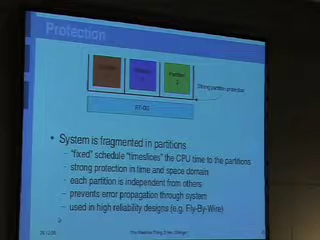 Protection
Partition
3
Strong partition protection
RT-OS
• System is fragmented in partitions
– "fixed" schedule "timeslices" the CPU time to the partitions
– strong protection in time and space domain
– each partition is independent from others
– prevents error propagation through system
– used in high reliability designs (e.g. Fly-By-Wire)